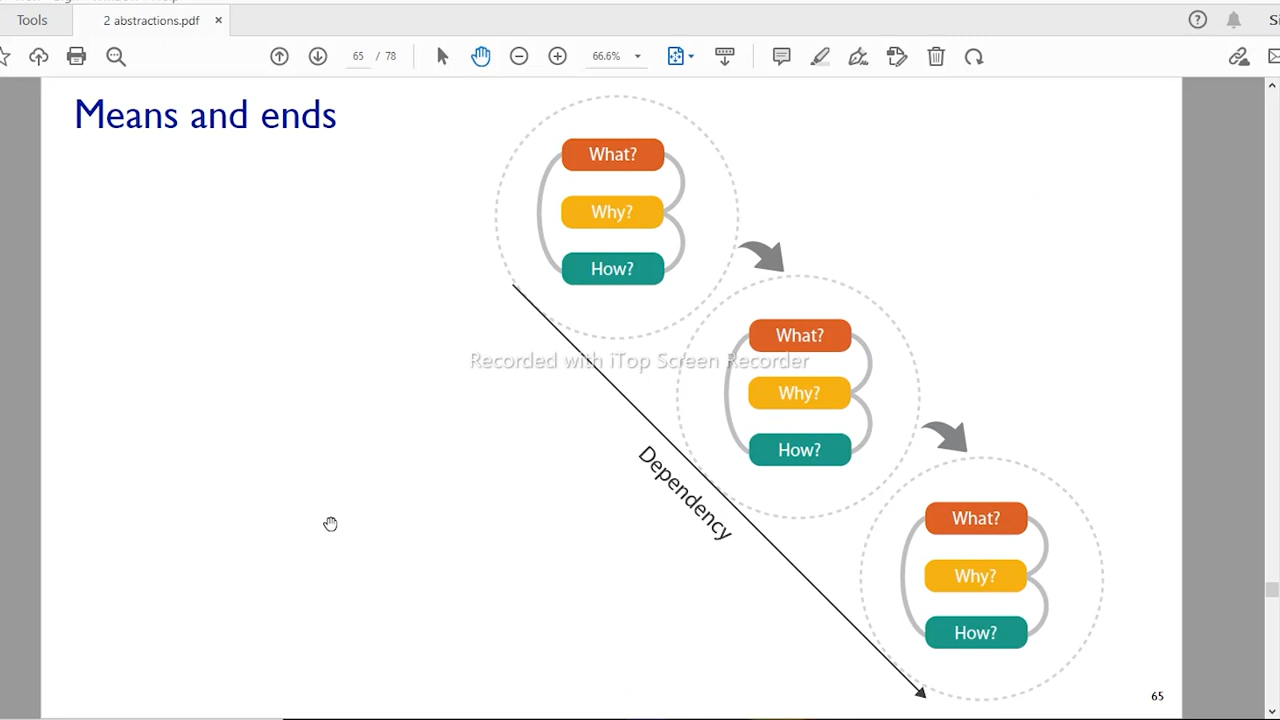 Tools
2 abstractions.pdf ×
65 / 78
66.6%
Means and ends
What?
Why?
How?
What?
Recorded with iTop Screen Recorder
Why?
How?
Dependency
What?
Why?
How?
65